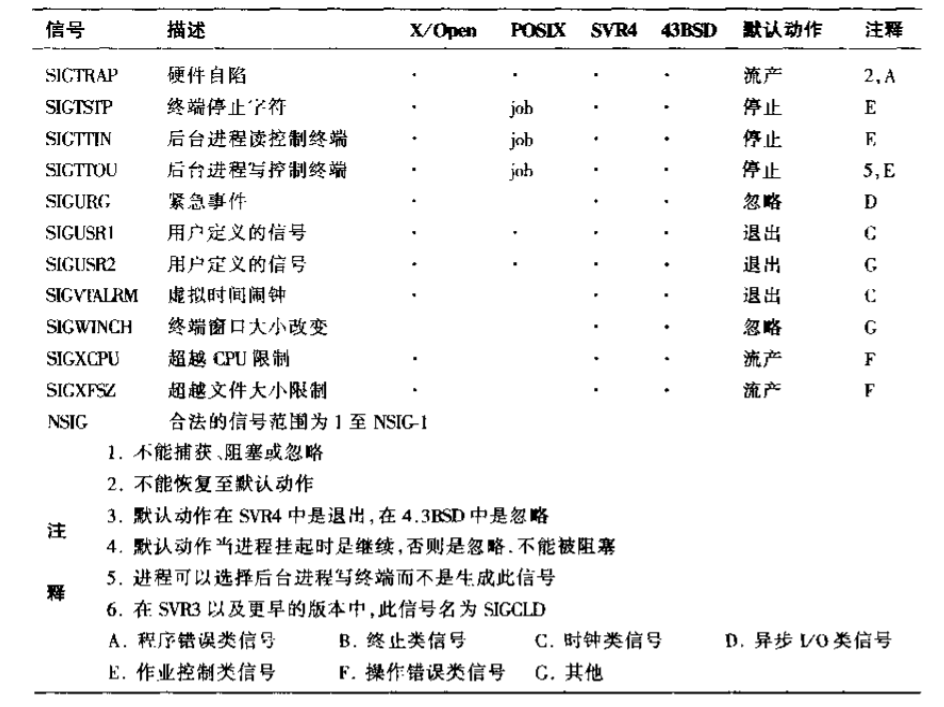 信号 描述 X/Open POSIX SVR4 43BSD 默认动作 注释
SIGTRAP 硬件自陷 · · · · 流产 2,A
SIGTSTP 终端停止字符 · job · · 停止 E
SIGTTIN 后台进程读控制终端 · job · · 停止 E
SIGTTOU 后台进程写控制终端 · job · · 停止 5,E
SIGURG 紧急事件 · · · 忽略 D
SIGUSR1 用户定义的信号 · · · · 退出 G
SIGUSR2 用户定义的信号 · · · · 退出 G
SIGVTALRM 虚拟时间闹钟 · · · 退出 C
SIGWINCH 终端窗口大小改变 · · 忽略 G
SIGXCPU 超越 CPU 限制 · · · 流产 F
SIGXFSZ 超越文件大小限制 · · · 流产 F
NSIG 合法的信号范围为 1 至 NSIG-1
注释
1. 不能捕获、阻塞或忽略
2. 不能恢复至默认动作
3. 默认动作在 SVR4 中是退出,在 4.3BSD 中是忽略
4. 默认动作当进程挂起时是继续,否则是忽略.不能被阻塞
5. 进程可以选择后台进程写终端而不是生成此信号
6. 在 SVR3 以及更早的版本中,此信号名为 SIGCLD
A. 程序错误类信号 B. 终止类信号 C. 时钟类信号 D. 异步 I/O 类信号
E. 作业控制类信号 F. 操作错误类信号 G. 其他